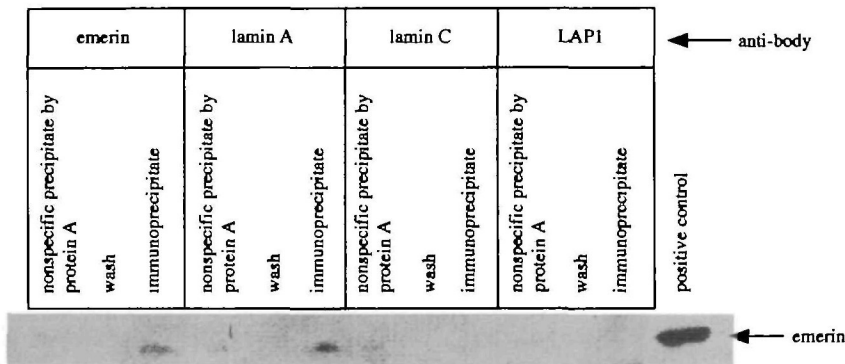 emerin
lamin A
lamin C
LAP1
anti-body
nonspecific precipitate by
protein A
wash
immunoprecipitate
nonspecific precipitate by
protein A
wash
immunoprecipitate
nonspecific precipitate by
protein A
wash
immunoprecipitate
nonspecific precipitate by
protein A
wash
immunoprecipitate
positive control
emerin